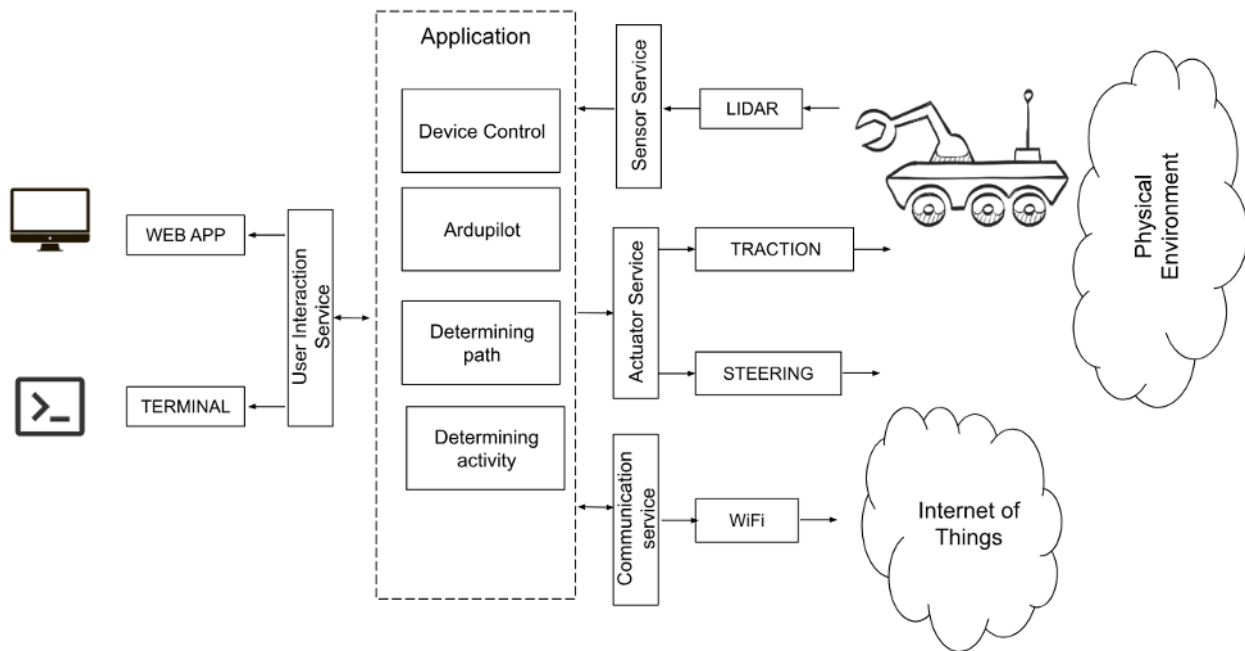 Application
Device Control
Ardupilot
Determining
path
Determining
activity
WEB APP
TERMINAL
User Interaction
Service
Sensor Service
LIDAR
Actuator Service
TRACTION
STEERING
Communication
service
WiFi
Physical
Environment
Internet of
Things